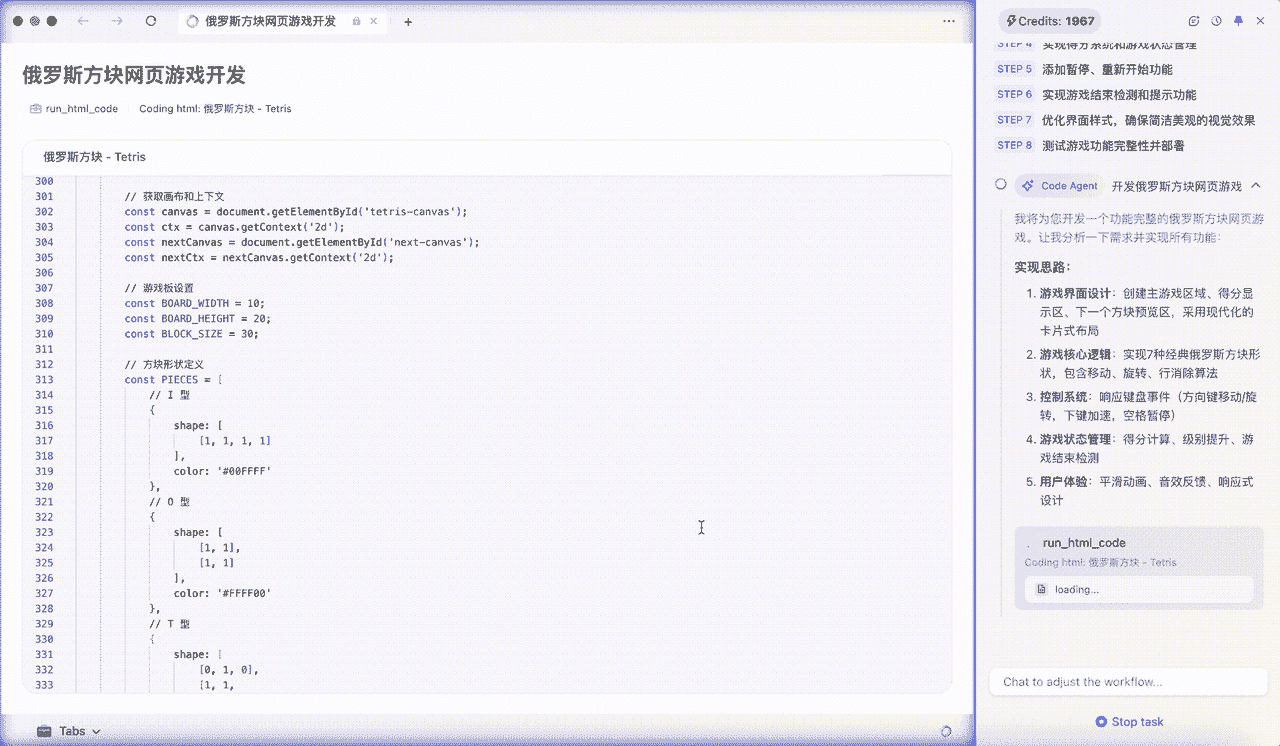 俄罗斯方块网页游戏开发
俄罗斯方块网页游戏开发
run_html_code Coding html: 俄罗斯方块 - Tetris
俄罗斯方块 - Tetris
300
301 // 获取画布和上下文
302 const canvas = document.getElementById('tetris-canvas');
303 const ctx = canvas.getContext('2d');
304 const nextCanvas = document.getElementById('next-canvas');
305 const nextCtx = nextCanvas.getContext('2d');
306
307 // 游戏板设置
308 const BOARD_WIDTH = 10;
309 const BOARD_HEIGHT = 20;
310 const BLOCK_SIZE = 30;
311
312 // 方块形状定义
313 const PIECES = [
314 // I 型
315 {
316 shape: [
317 [1, 1, 1, 1]
318 ],
319 color: '#00FFFF'
320 },
321 // O 型
322 {
323 shape: [
324 [1, 1],
325 [1, 1]
326 ],
327 color: '#FFFF00'
328 },
329 // T 型
330 {
331 shape: [
332 [0, 1, 0],
333 [1, 1,
Tabs
Credits: 1967
STEP 4 实现得分系统和游戏状态管理
STEP 5 添加暂停、重新开始功能
STEP 6 实现游戏结束检测和提示功能
STEP 7 优化界面样式，确保简洁美观的视觉效果
STEP 8 测试游戏功能完整性并部署
Code Agent 开发俄罗斯方块网页游戏
我将为您开发一个功能完整的俄罗斯方块网页游
戏。让我分析一下需求并实现所有功能：
实现思路：
1. 游戏界面设计：创建主游戏区域、得分显
示区、下一个方块预览区，采用现代化的
卡片式布局
2. 游戏核心逻辑：实现7种经典俄罗斯方块形
状，包含移动、旋转、行消除算法
3. 控制系统：响应键盘事件（方向键移动/旋
转，下键加速，空格暂停）
4. 游戏状态管理：得分计算、级别提升、游
戏结束检测
5. 用户体验：平滑动画、音效反馈、响应式
设计
run_html_code
Coding html: 俄罗斯方块 - Tetris
loading...
Chat to adjust the workflow...
Stop task